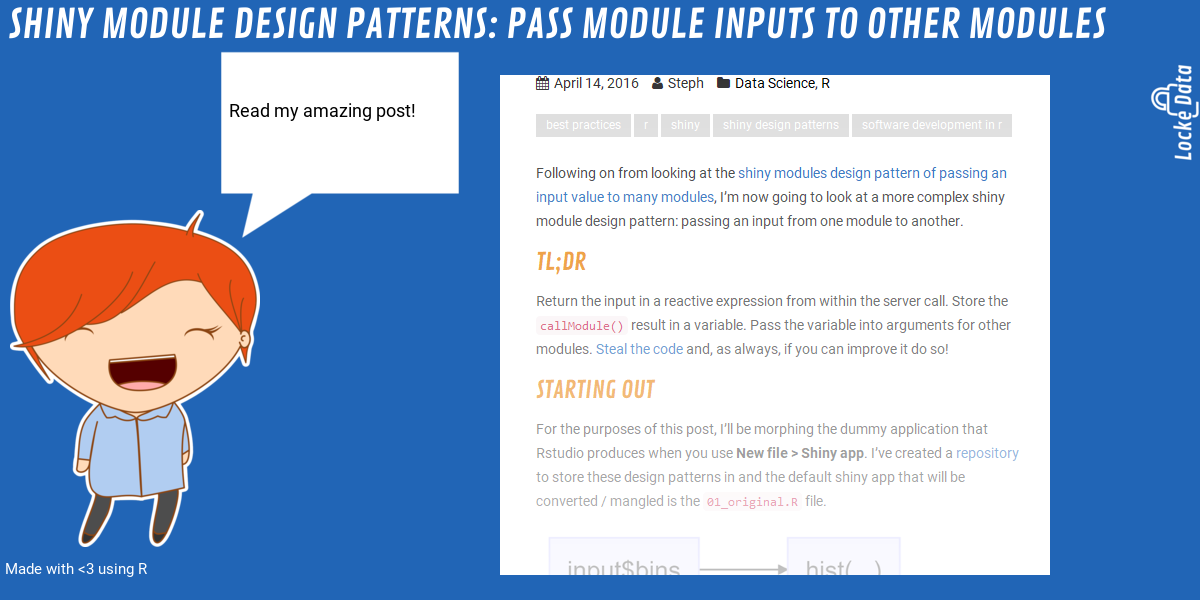 SHINY MODULE DESIGN PATTERNS: PASS MODULE INPUTS TO OTHER MODULES
Locke Data
Read my amazing post!
April 14, 2016 Steph Data Science, R
best practices r shiny shiny design patterns software development in r
Following on from looking at the shiny modules design pattern of passing an
input value to many modules, I’m now going to look at a more complex shiny
module design pattern: passing an input from one module to another.
TL;DR
Return the input in a reactive expression from within the server call. Store the
callModule() result in a variable. Pass the variable into arguments for other
modules. Steal the code and, as always, if you can improve it do so!
STARTING OUT
For the purposes of this post, I’ll be morphing the dummy application that
Rstudio produces when you use New file > Shiny app. I’ve created a repository
to store these design patterns in and the default shiny app that will be
converted / mangled is the 01_original.R file.
input$bins hist(...)
Made with <3 using R